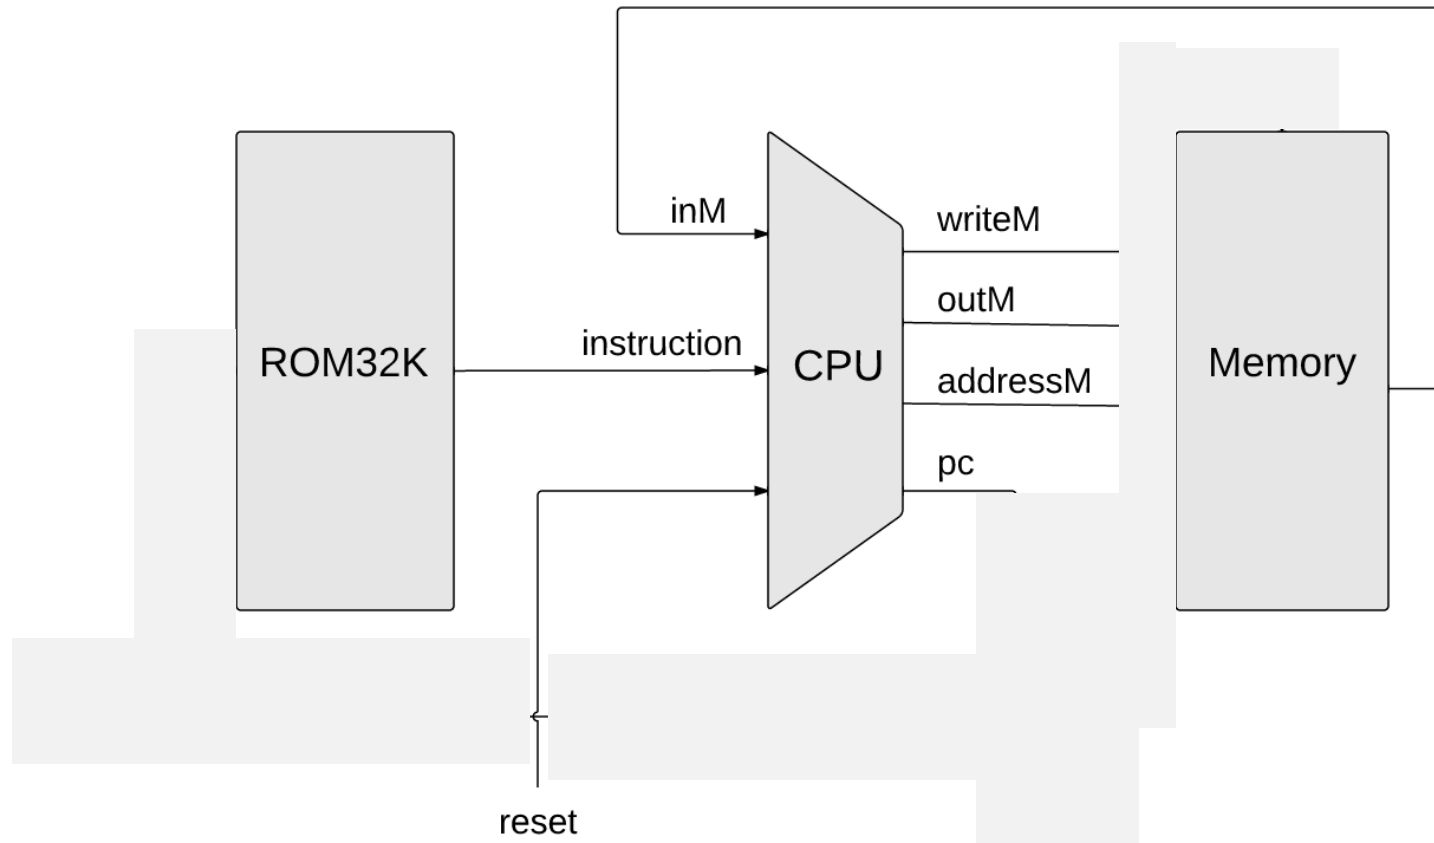 inM
writeM
outM
instruction
ROM32K
CPU
addressM
Memory
pc
reset